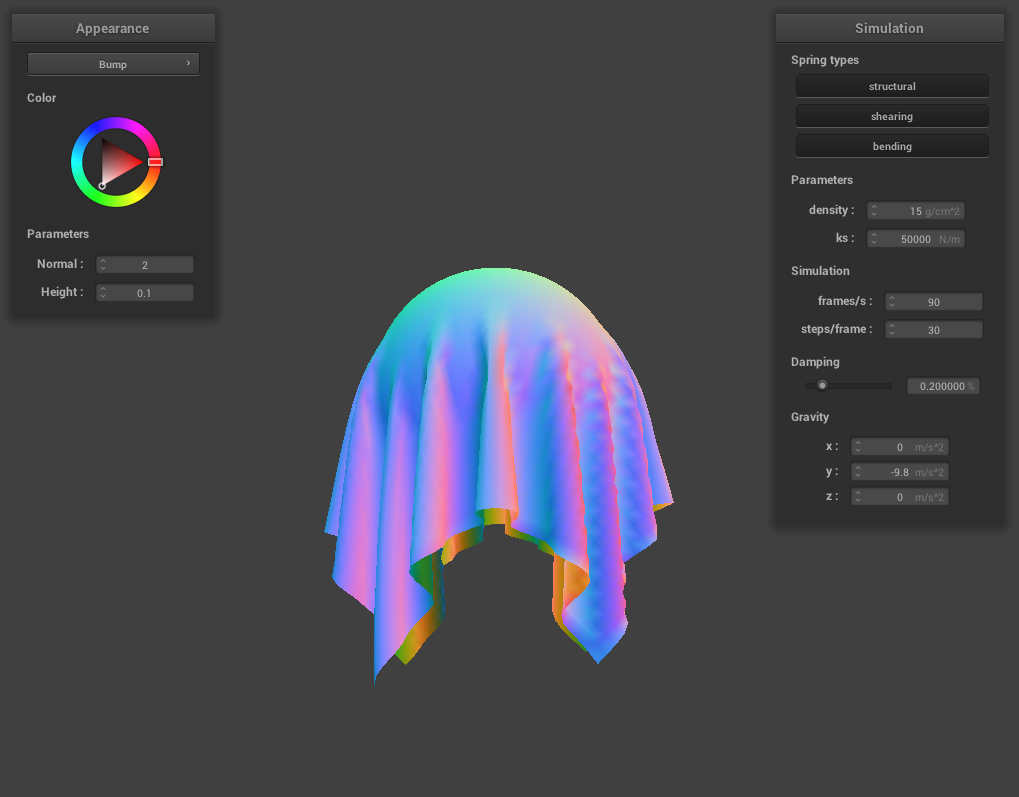 Appearance
Bump ›
Color
Parameters
Normal : 2
Height : 0.1
Simulation
Spring types
structural
shearing
bending
Parameters
density : 15 g/cm^2
ks : 50000 N/m
Simulation
frames/s : 90
steps/frame : 30
Damping
0.200000 %
Gravity
x : 0 m/s^2
y : -9.8 m/s^2
z : 0 m/s^2